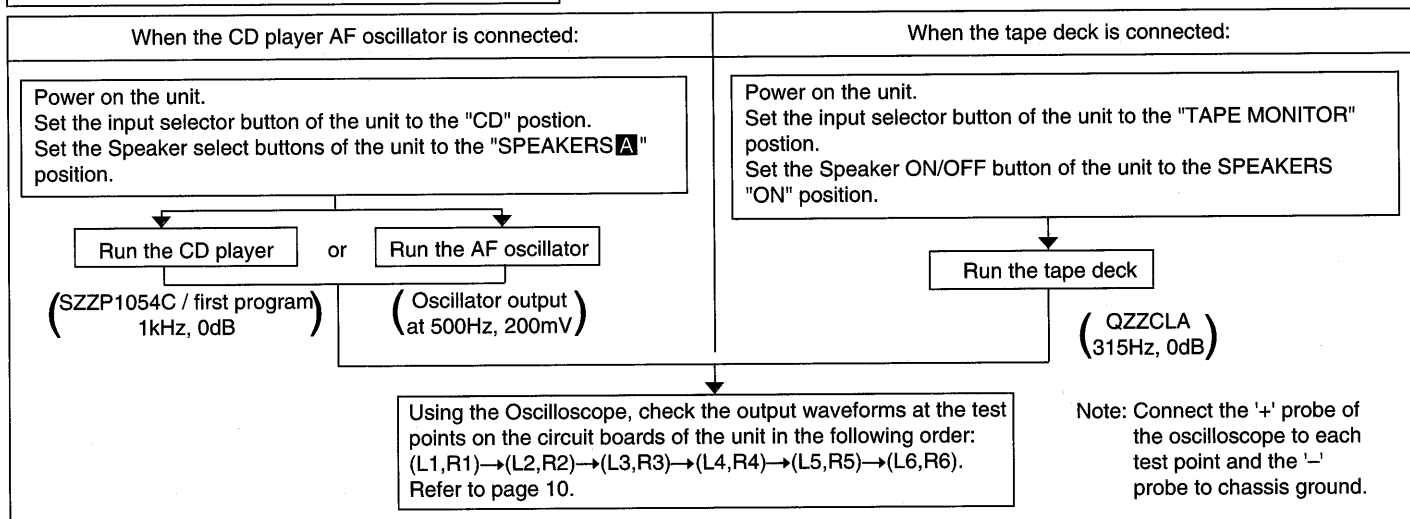 When the CD player AF oscillator is connected:
Power on the unit.
Set the input selector button of the unit to the "CD" postion.
Set the Speaker select buttons of the unit to the "SPEAKERS A"
position.
Run the CD player
or
Run the AF oscillator
(SZZP1054C / first program
1kHz, 0dB)
(Oscillator output
at 500Hz, 200mV)
When the tape deck is connected:
Power on the unit.
Set the input selector button of the unit to the "TAPE MONITOR"
postion.
Set the Speaker ON/OFF button of the unit to the SPEAKERS
"ON" position.
Run the tape deck
(QZZCLA
315Hz, 0dB)
Using the Oscilloscope, check the output waveforms at the test
points on the circuit boards of the unit in the following order:
(L1,R1)→(L2,R2)→(L3,R3)→(L4,R4)→(L5,R5)→(L6,R6).
Refer to page 10.
Note: Connect the '+' probe of
the oscilloscope to each
test point and the '–'
probe to chassis ground.